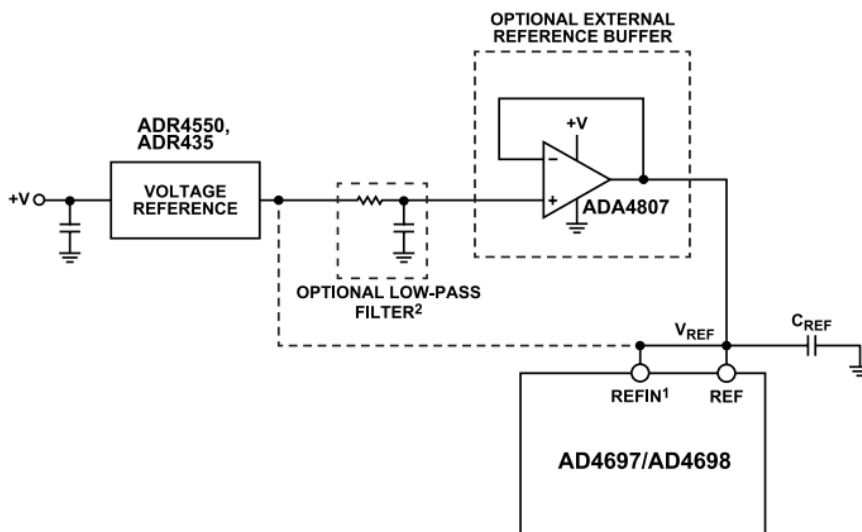 OPTIONAL EXTERNAL
REFERENCE BUFFER
ADR4550,
ADR435
+V
VOLTAGE
REFERENCE
+V
−
+
ADA4807
OPTIONAL LOW-PASS
FILTER²
V_REF
C_REF
REFIN¹
REF
AD4697/AD4698